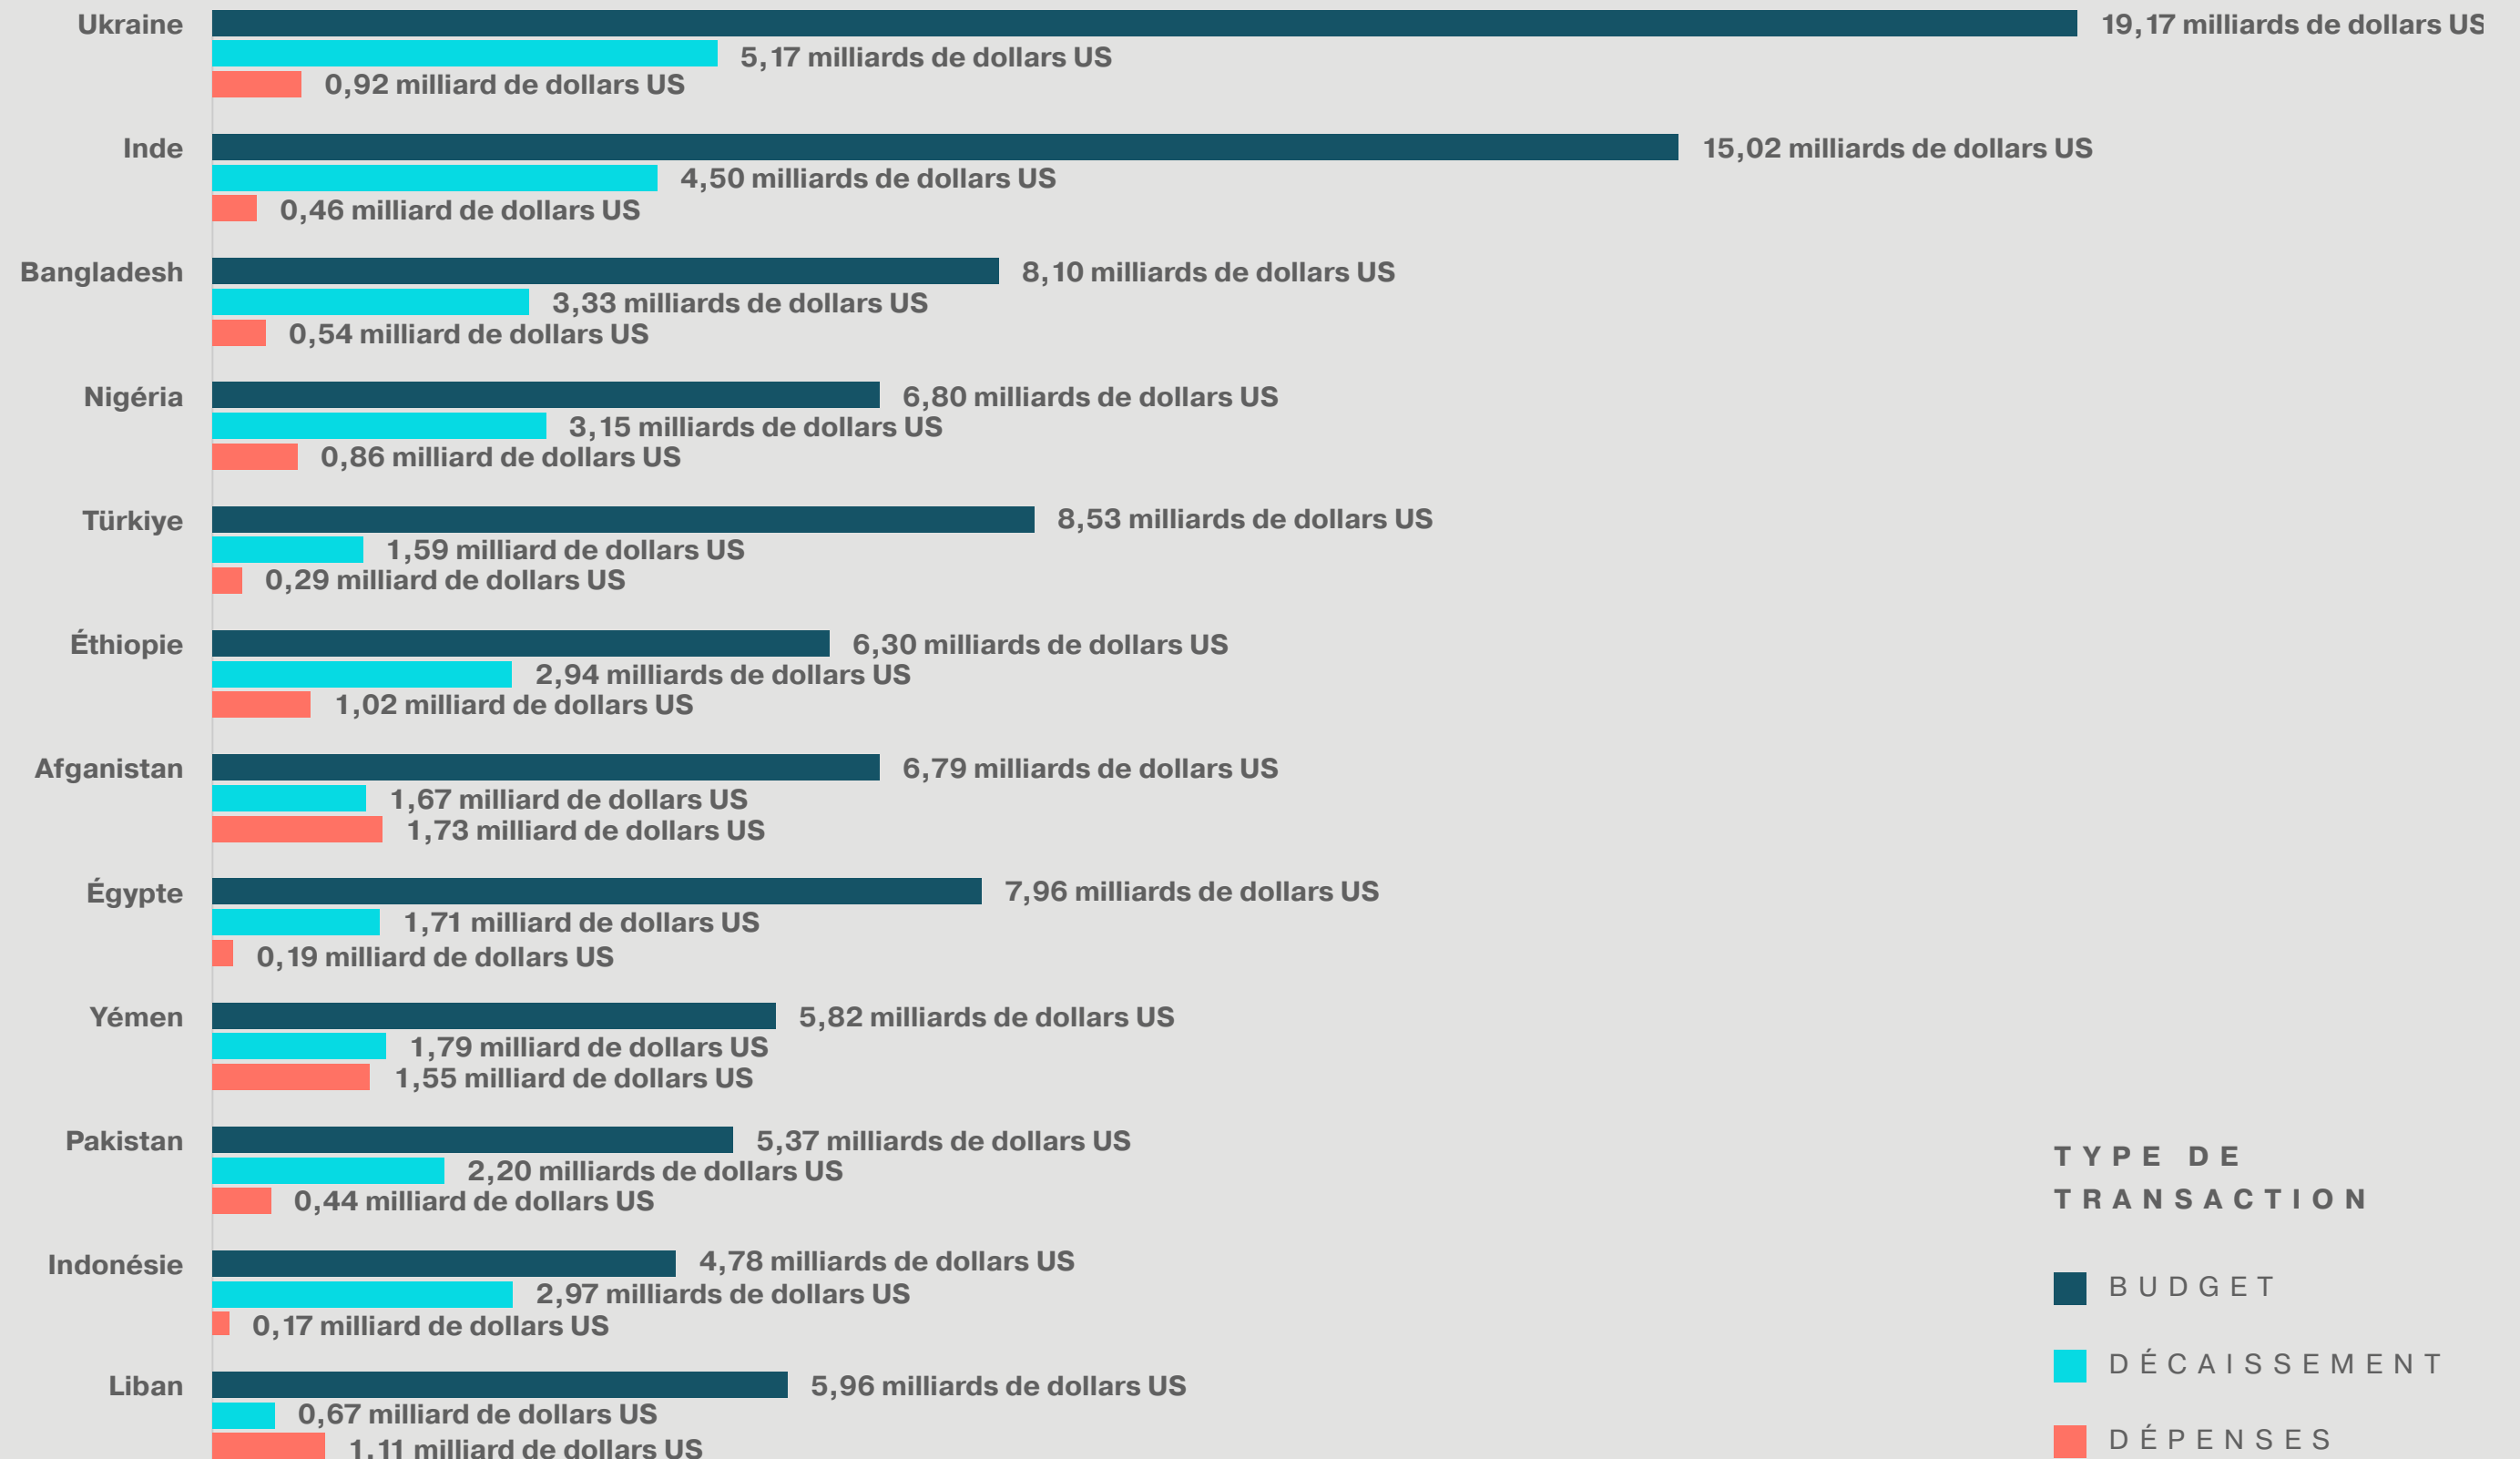 Ukraine
19,17 milliards de dollars US
5,17 milliards de dollars US
0,92 milliard de dollars US
Inde
15,02 milliards de dollars US
4,50 milliards de dollars US
0,46 milliard de dollars US
Bangladesh
8,10 milliards de dollars US
3,33 milliards de dollars US
0,54 milliard de dollars US
Nigéria
6,80 milliards de dollars US
3,15 milliards de dollars US
0,86 milliard de dollars US
Türkiye
8,53 milliards de dollars US
1,59 milliard de dollars US
0,29 milliard de dollars US
Éthiopie
6,30 milliards de dollars US
2,94 milliards de dollars US
1,02 milliard de dollars US
Afganistan
6,79 milliards de dollars US
1,67 milliard de dollars US
1,73 milliard de dollars US
Égypte
7,96 milliards de dollars US
1,71 milliard de dollars US
0,19 milliard de dollars US
Yémen
5,82 milliards de dollars US
1,79 milliard de dollars US
1,55 milliard de dollars US
Pakistan
5,37 milliards de dollars US
2,20 milliards de dollars US
0,44 milliard de dollars US
Indonésie
4,78 milliards de dollars US
2,97 milliards de dollars US
0,17 milliard de dollars US
Liban
5,96 milliards de dollars US
0,67 milliard de dollars US
1,11 milliard de dollars US
TYPE DE
TRANSACTION
BUDGET
DÉCAISSEMENT
DÉPENSES